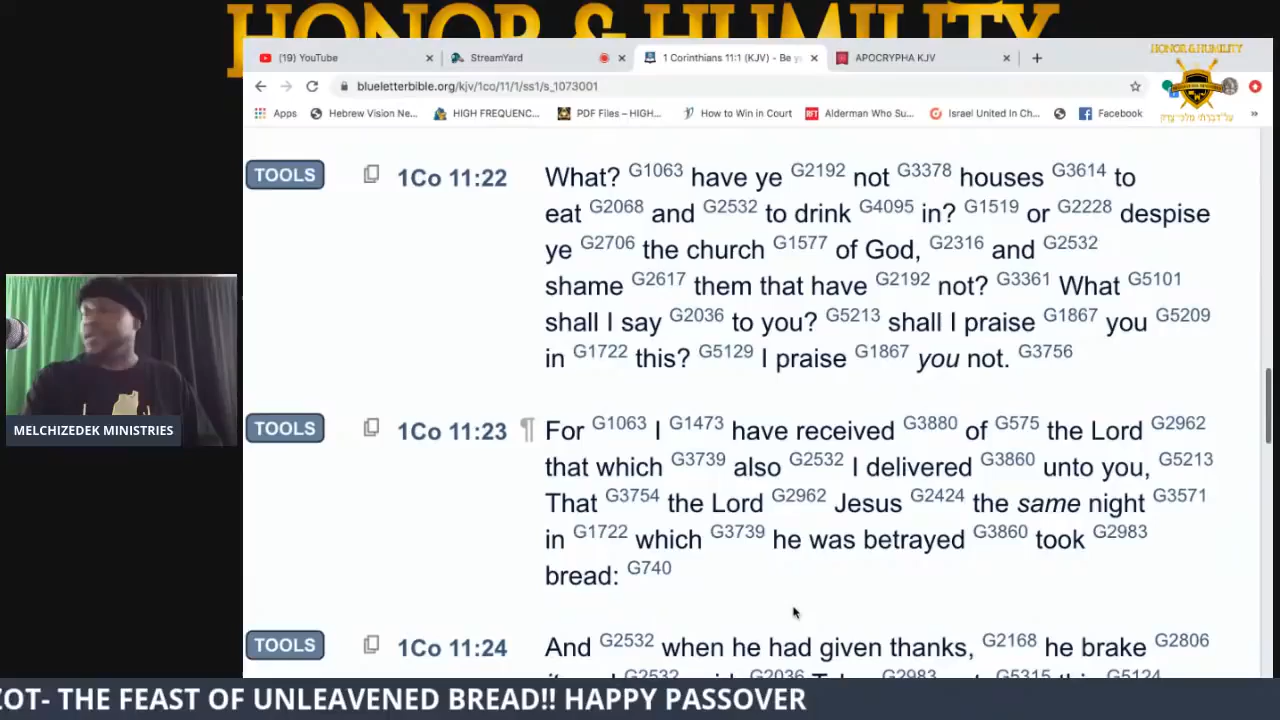 HONOR & HUMILITY
(19) YouTube
StreamYard
1 Corinthians 11:1 (KJV) - Be y
APOCRYPHA KJV
HONOR & HUMILITY
blueletterbible.org/kjv/1co/11/1/ss1/s_1073001
Apps
Hebrew Vision Ne...
HIGH FREQUENC...
PDF Files – HIGH...
How to Win in Court
Alderman Who Su...
Israel United In Ch...
Facebook
על־דברתי מלכי־צדק
TOOLS
1Co 11:22
What? G1063 have ye G2192 not G3378 houses G3614 to
eat G2068 and G2532 to drink G4095 in? G1519 or G2228 despise
ye G2706 the church G1577 of God, G2316 and G2532
shame G2617 them that have G2192 not? G3361 What G5101
shall I say G2036 to you? G5213 shall I praise G1867 you G5209
in G1722 this? G5129 I praise G1867 you not. G3756
TOOLS
1Co 11:23
¶ For G1063 I G1473 have received G3880 of G575 the Lord G2962
that which G3739 also G2532 I delivered G3860 unto you, G5213
That G3754 the Lord G2962 Jesus G2424 the same night G3571
in G1722 which G3739 he was betrayed G3860 took G2983
bread: G740
TOOLS
1Co 11:24
And G2532 when he had given thanks, G2168 he brake G2806
MELCHIZEDEK MINISTRIES
ZOT- THE FEAST OF UNLEAVENED BREAD!! HAPPY PASSOVER